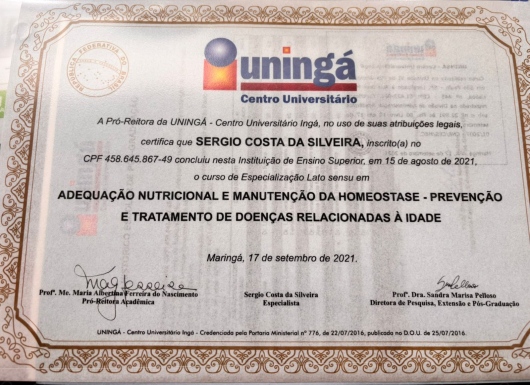 uningá
Centro Universitário
A Pró-Reitora da UNINGÁ - Centro Universitário Ingá, no uso de suas atribuições legais,
certifica que SERGIO COSTA DA SILVEIRA, inscrito(a) no
CPF 458.645.867-49 concluiu nesta Instituição de Ensino Superior, em 15 de agosto de 2021,
o curso de Especialização Lato sensu em
ADEQUAÇÃO NUTRICIONAL E MANUTENÇÃO DA HOMEOSTASE - PREVENÇÃO
E TRATAMENTO DE DOENÇAS RELACIONADAS À IDADE
Maringá, 17 de setembro de 2021.
Profª. Me. Maria Albertina Ferreira do Nascimento
Pró-Reitora Acadêmica
Sergio Costa da Silveira
Especialista
Profª. Dra. Sandra Marisa Pelloso
Diretora de Pesquisa, Extensão e Pós-Graduação
UNINGÁ - Centro Universitário Ingá - Credenciada pela Portaria Ministerial nº 776, de 22/07/2016, publicada no D.O.U. de 25/07/2016.